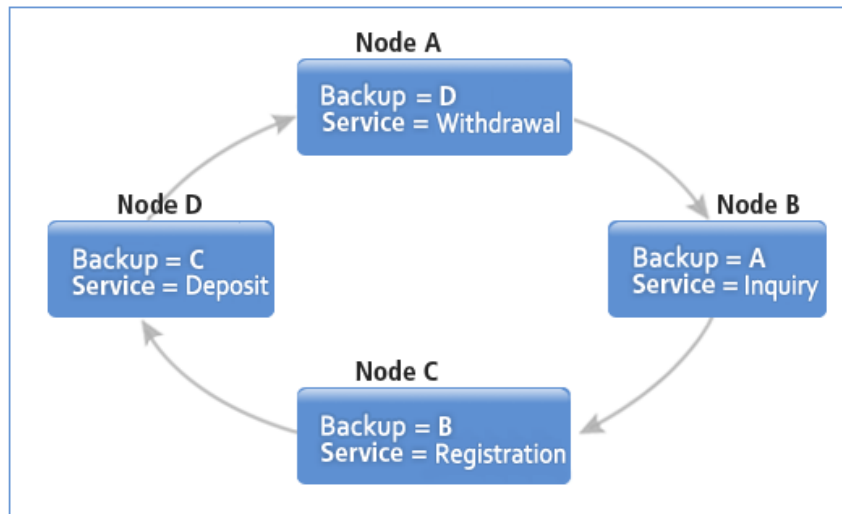 Node A
Backup = D
Service = Withdrawal
Node D
Node B
Backup = C
Service = Deposit
Backup = A
Service = Inquiry
Node C
Backup = B
Service = Registration